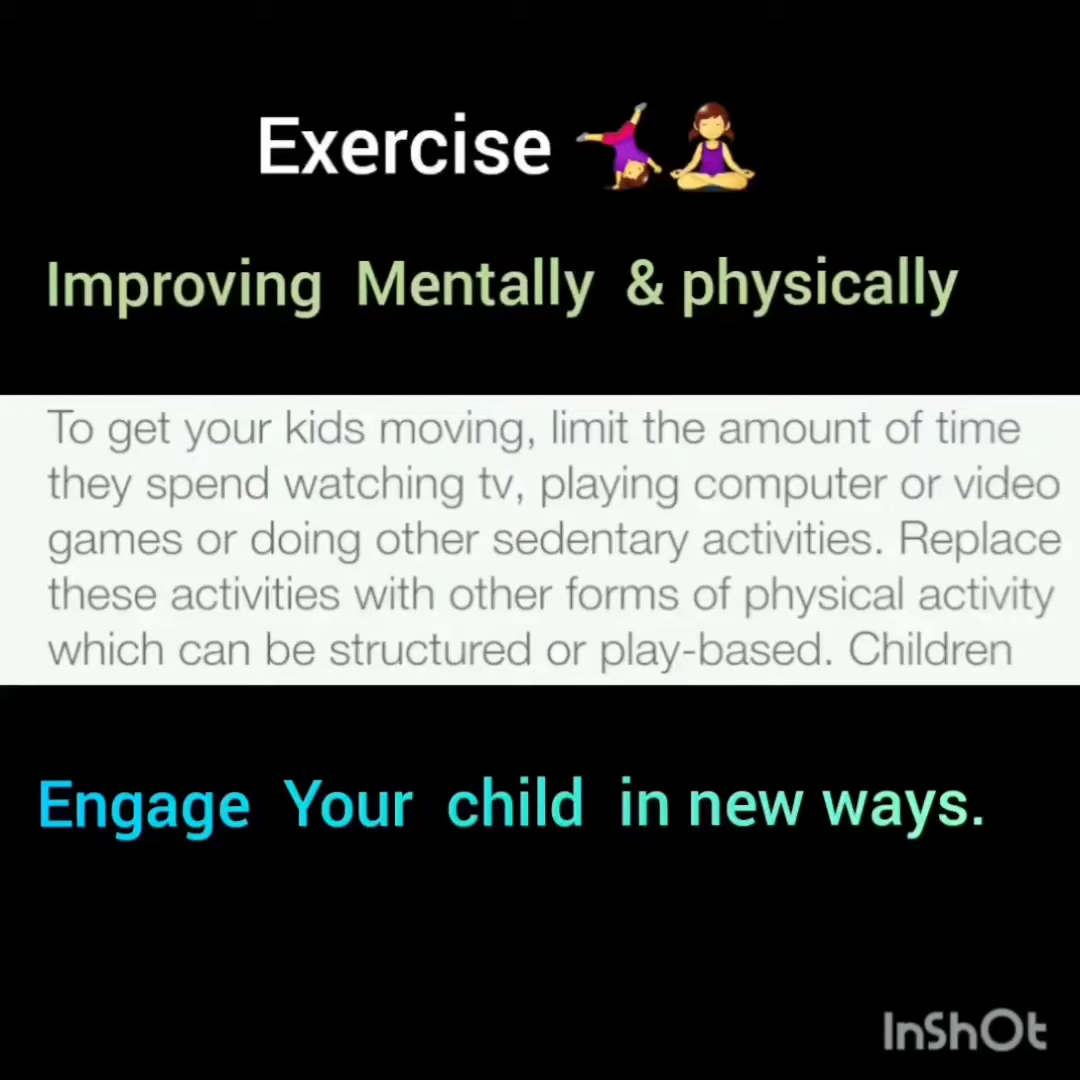 Exercise
Improving Mentally & physically
To get your kids moving, limit the amount of time
they spend watching tv, playing computer or video
games or doing other sedentary activities. Replace
these activities with other forms of physical activity
which can be structured or play-based. Children
Engage Your child in new ways.
InShOt